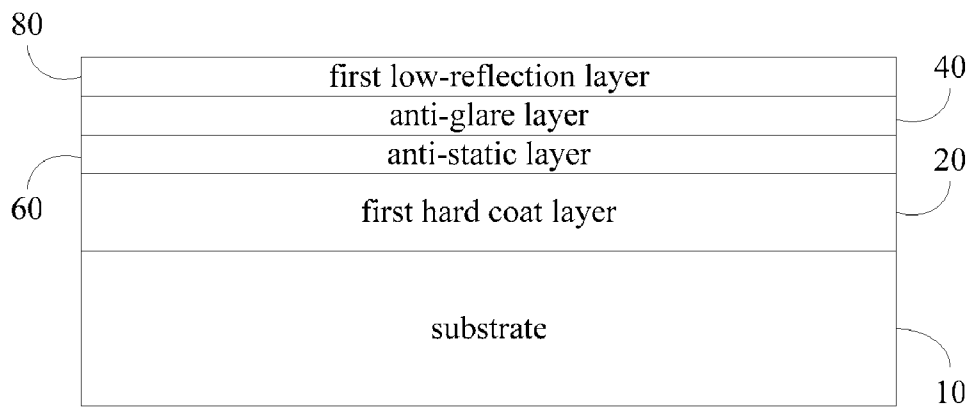 80
first low-reflection layer
40
anti-glare layer
anti-static layer
20
60
first hard coat layer
substrate
10